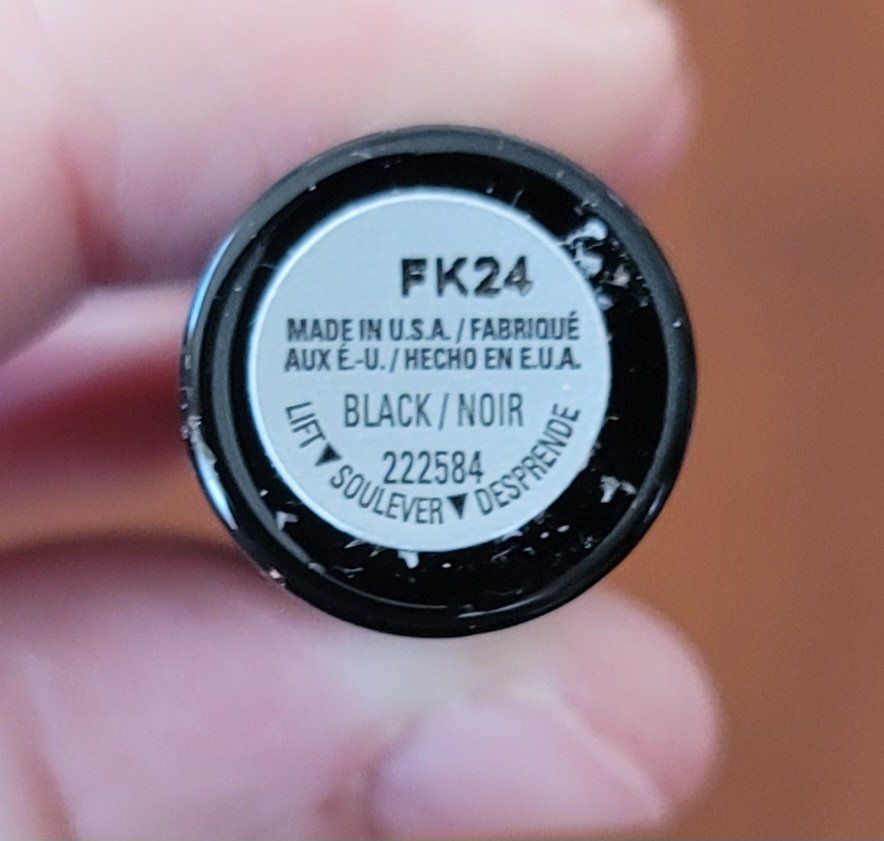 FK24
MADE IN U.S.A. / FABRIQUÉ
AUX É.-U. / HECHO EN E.U.A.
BLACK / NOIR
222584
LIFT ▼ SOULEVER ▼ DESPRENDE